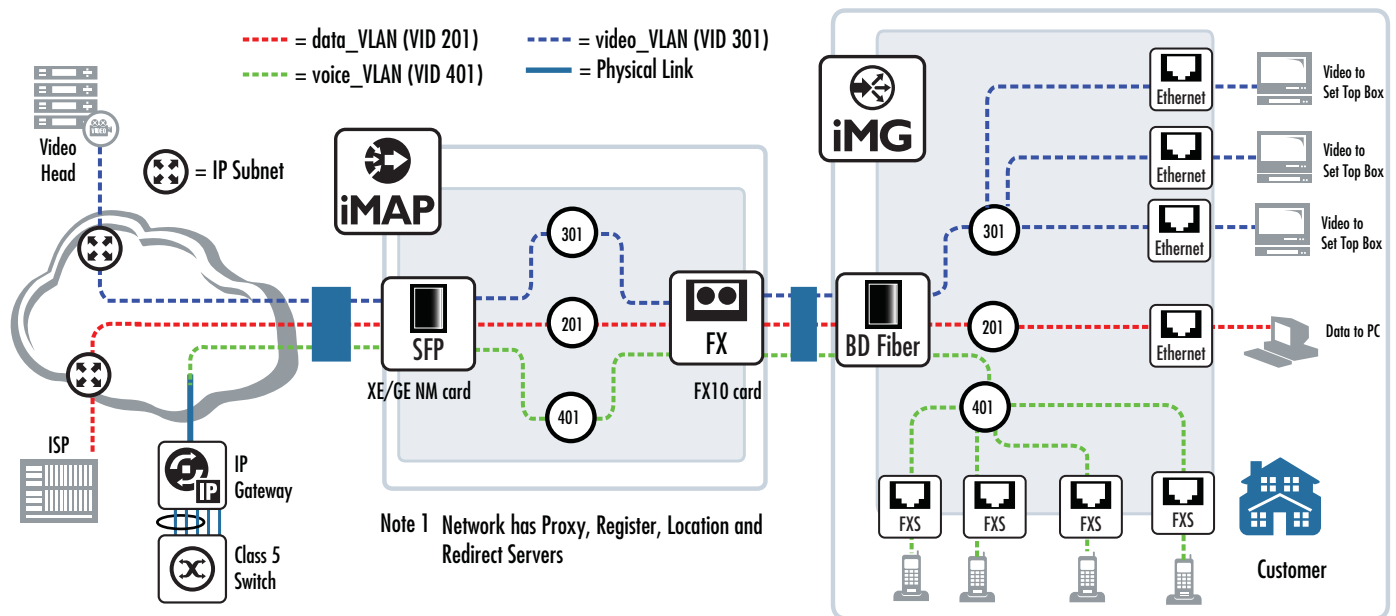 = data_VLAN (VID 201)
= video_VLAN (VID 301)
= voice_VLAN (VID 401)
= Physical Link
VIDEO
Video
Head
= IP Subnet
iMAP
iMG
301
201
401
SFP
XE/GE NM card
FX
FX10 card
BD Fiber
301
201
401
Ethernet
Video to
Set Top Box
Ethernet
Video to
Set Top Box
Ethernet
Video to
Set Top Box
Ethernet
Data to PC
FXS
FXS
FXS
FXS
Customer
ISP
IP
IP
Gateway
Class 5
Switch
Note 1 Network has Proxy, Register, Location and
Redirect Servers